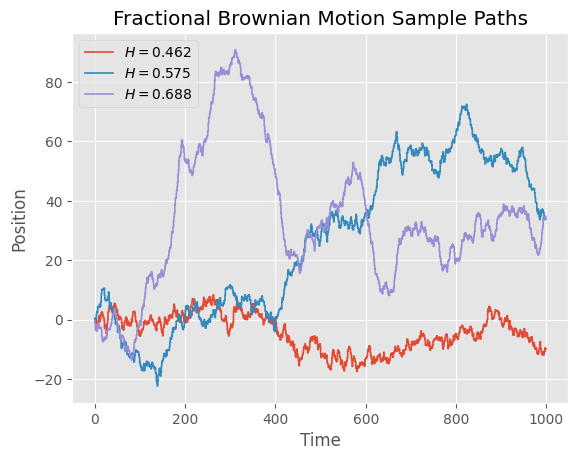 Fractional Brownian Motion Sample Paths
H = 0.462
H = 0.575
H = 0.688
80
60
40
20
0
−20
Position
0 200 400 600 800 1000
Time